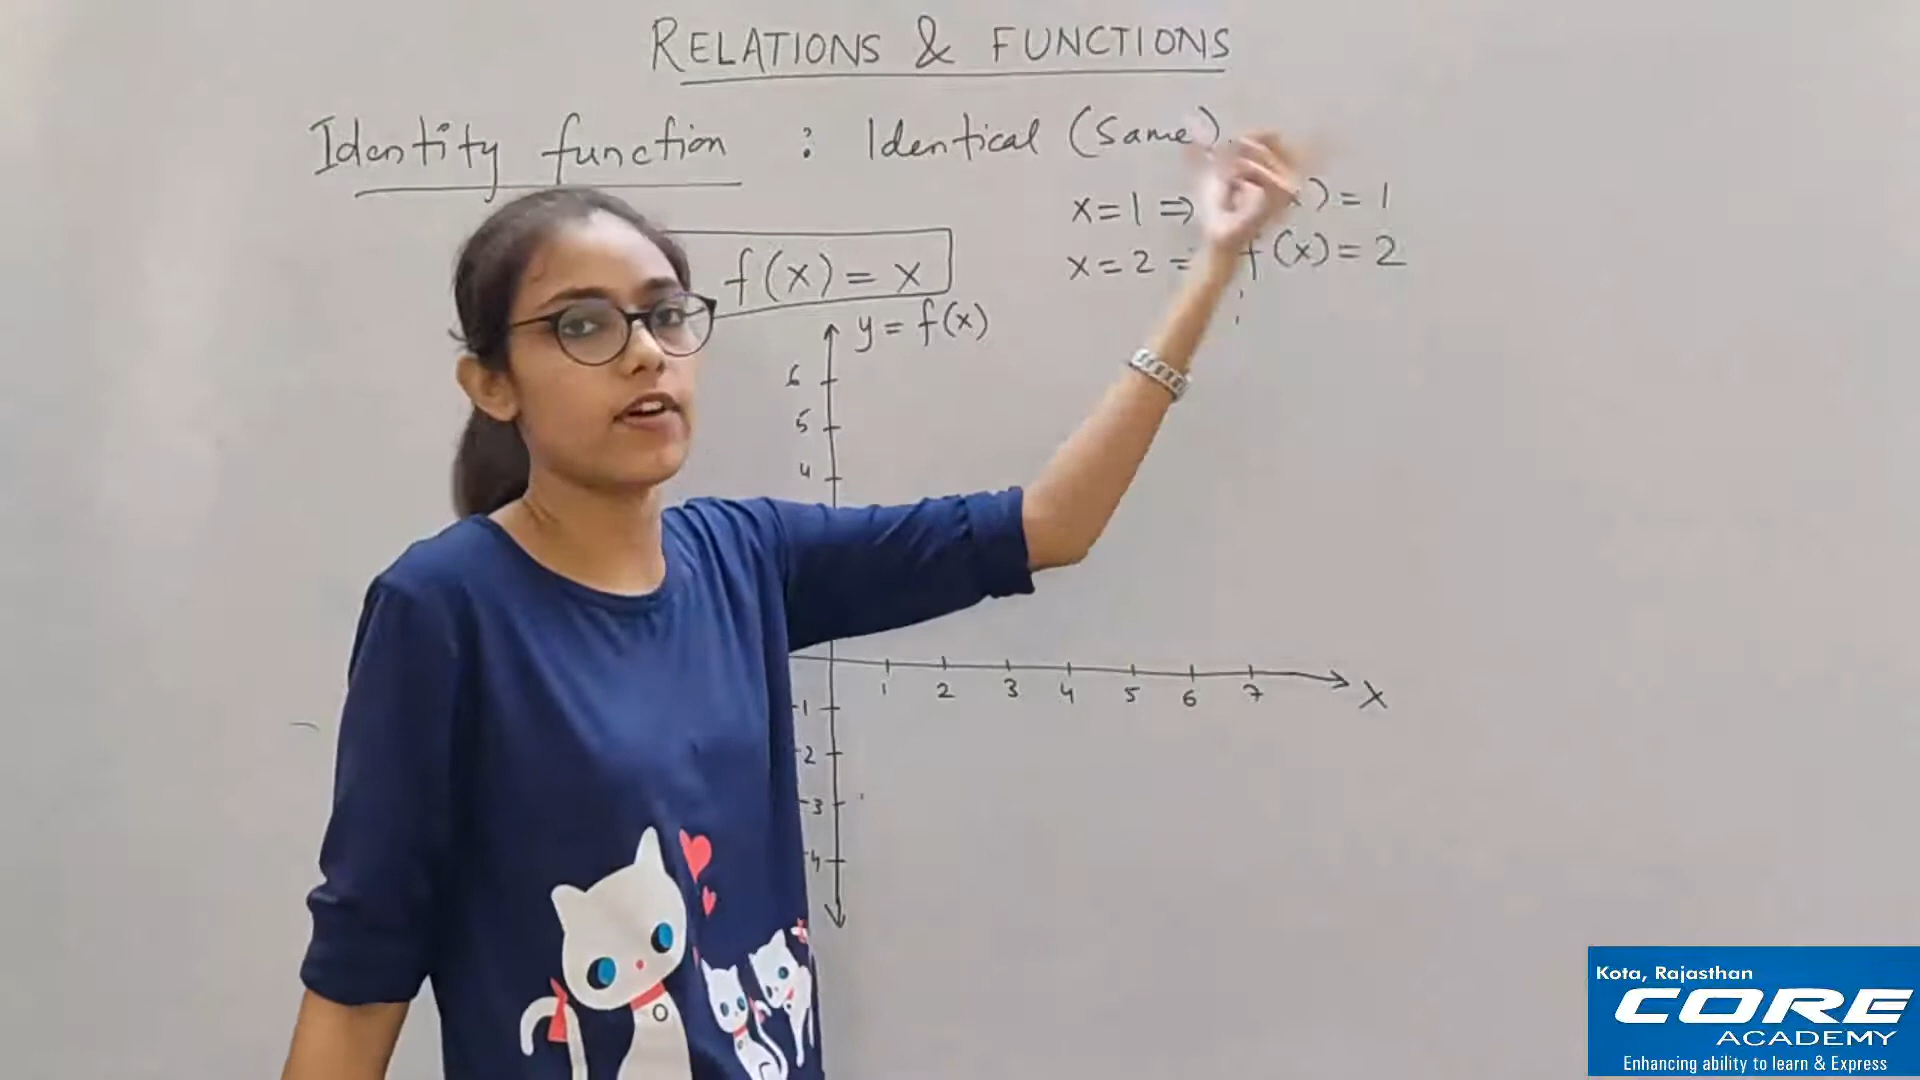 RELATIONS & FUNCTIONS
Identity function : Identical (Same).
x=1 ⇒ x) = 1
f(x) = x
x=2 = f(x) = 2
y = f(x)
6
5
4
1 2 3 4 5 6 7 X
-1
-2
-3
-4
Kota, Rajasthan
CORE
ACADEMY
Enhancing ability to learn & Express